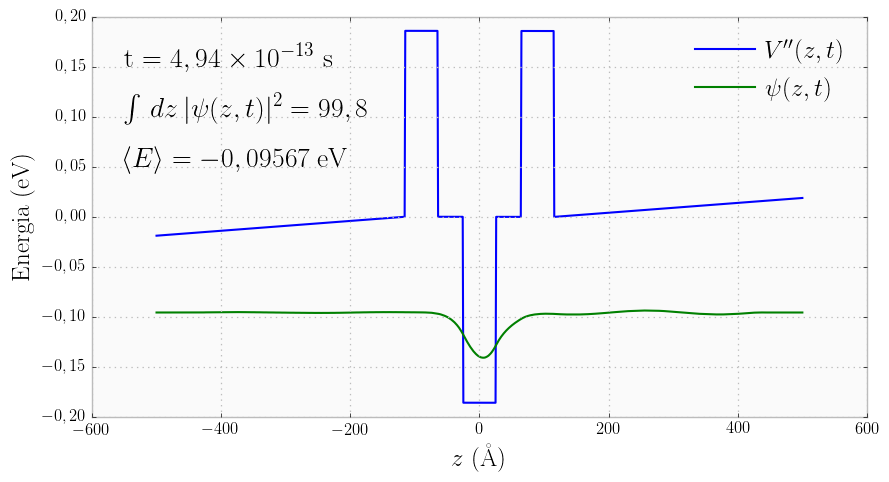 0,20
0,15
0,10
0,05
0,00
−0,05
−0,10
−0,15
−0,20
Energia (eV)
t = 4,94 × 10⁻¹³ s
∫ dz |ψ(z,t)|² = 99,8
⟨E⟩ = −0,09567 eV
V″(z,t)
ψ(z,t)
−600 −400 −200 0 200 400 600
z (Å)